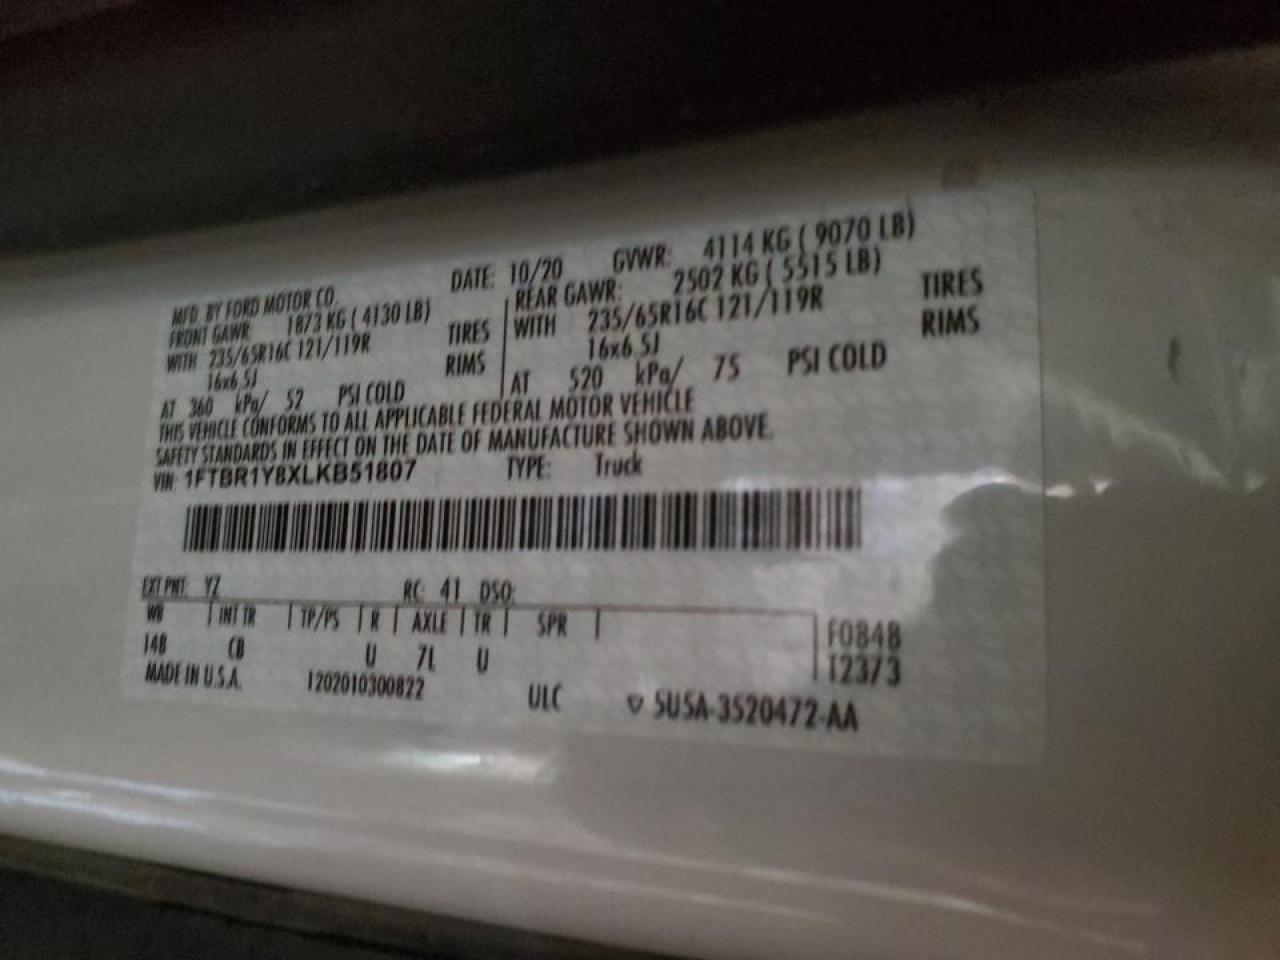 MFD. BY FORD MOTOR CO. DATE: 10/20 GVWR: 4114 KG ( 9070 LB)
FRONT GAWR: 1873 KG ( 4130 LB) REAR GAWR: 2502 KG ( 5515 LB)
WITH 235/65R16C 121/119R TIRES WITH 235/65R16C 121/119R TIRES
16x6.5J RIMS 16x6.5J RIMS
AT 360 kPa/ 52 PSI COLD AT 520 kPa/ 75 PSI COLD
THIS VEHICLE CONFORMS TO ALL APPLICABLE FEDERAL MOTOR VEHICLE
SAFETY STANDARDS IN EFFECT ON THE DATE OF MANUFACTURE SHOWN ABOVE.
VIN: 1FTBR1Y8XLKB51807 TYPE: Truck
EXT PNT: YZ RC: 41 DSO:
WB INT TR TP/PS R AXLE TR SPR F0848
148 CB U 7L U 12373
MADE IN U.S.A. 1202010300822 ULC ▽ 5U5A-3520472-AA